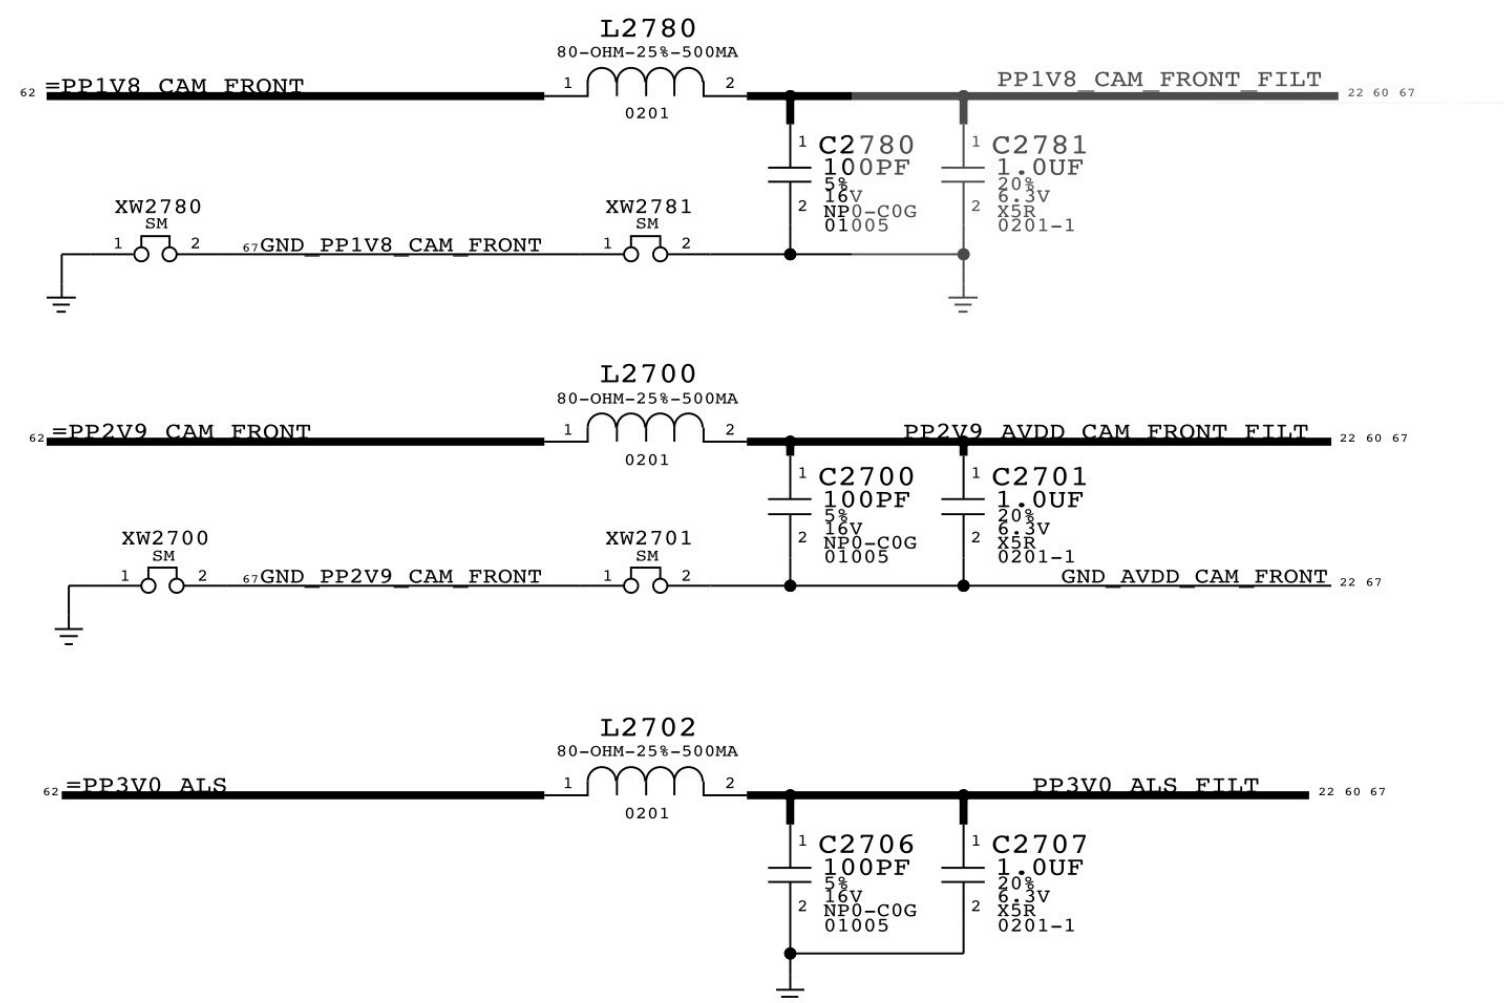 L2780
80-OHM-25%-500MA
62 =PP1V8_CAM_FRONT
1
2
0201
PP1V8_CAM_FRONT_FILT
22 60 67
1 C2780
100PF
5%
16V
2 NP0-C0G
01005
1 C2781
1.0UF
20%
6.3V
2 X5R
0201-1
XW2780
SM
1
2
67 GND_PP1V8_CAM_FRONT
XW2781
SM
1
2
L2700
80-OHM-25%-500MA
62 =PP2V9_CAM_FRONT
1
2
0201
PP2V9_AVDD_CAM_FRONT_FILT
22 60 67
1 C2700
100PF
5%
16V
2 NP0-C0G
01005
1 C2701
1.0UF
20%
6.3V
2 X5R
0201-1
XW2700
SM
1
2
67 GND_PP2V9_CAM_FRONT
XW2701
SM
1
2
GND_AVDD_CAM_FRONT
22 67
L2702
80-OHM-25%-500MA
62 =PP3V0_ALS
1
2
0201
PP3V0_ALS_FILT
22 60 67
1 C2706
100PF
5%
16V
2 NP0-C0G
01005
1 C2707
1.0UF
20%
6.3V
2 X5R
0201-1